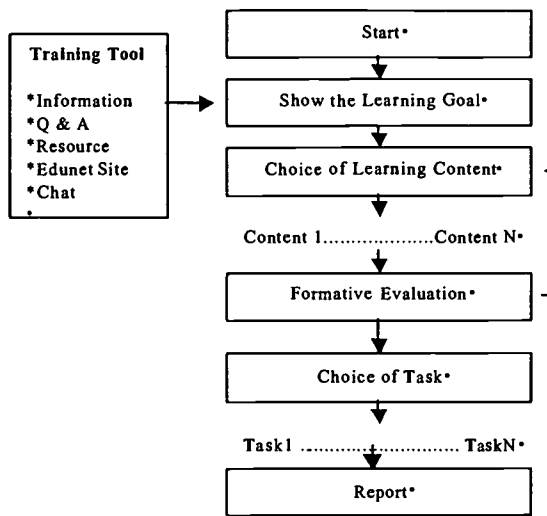 Training Tool
*Information
*Q & A
*Resource
*Edunet Site
*Chat
•
Start•
Show the Learning Goal•
Choice of Learning Content•
Content 1......................Content N•
Formative Evaluation•
Choice of Task•
Task1 .......................... TaskN•
Report•